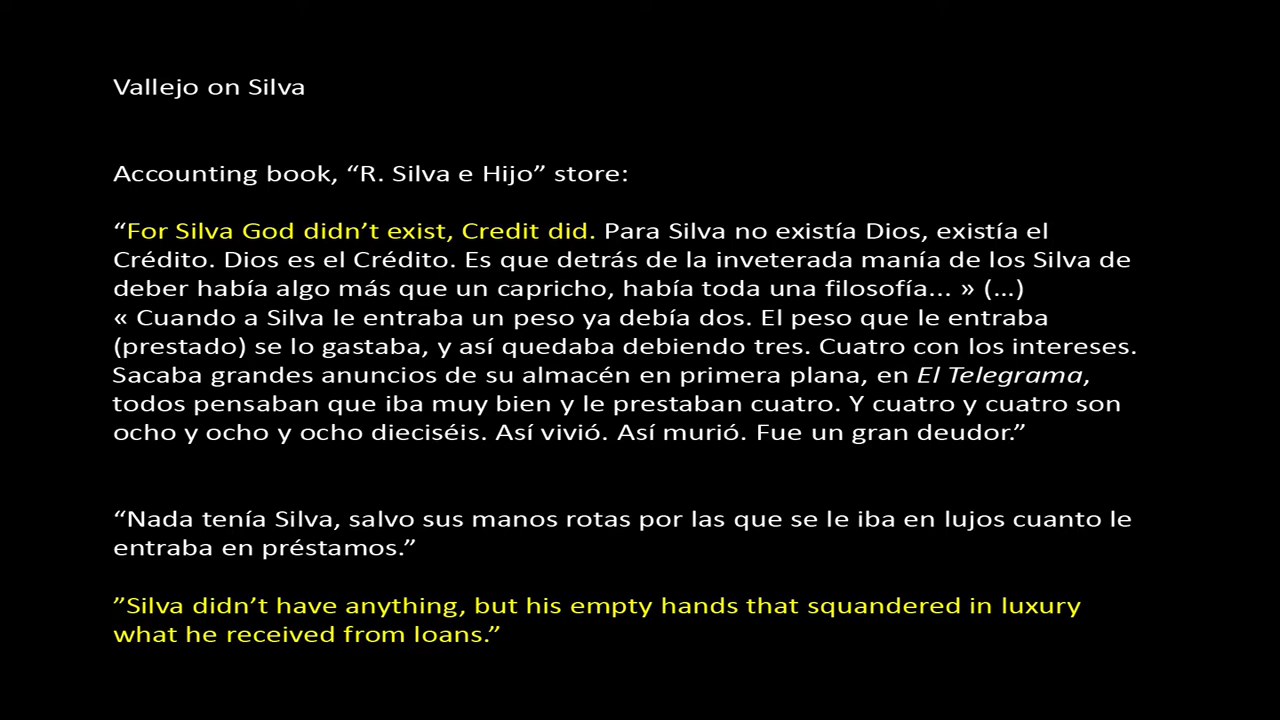 Vallejo on Silva
Accounting book, “R. Silva e Hijo” store:
“For Silva God didn’t exist, Credit did. Para Silva no existía Dios, existía el
Crédito. Dios es el Crédito. Es que detrás de la inveterada manía de los Silva de
deber había algo más que un capricho, había toda una filosofía... » (…)
« Cuando a Silva le entraba un peso ya debía dos. El peso que le entraba
(prestado) se lo gastaba, y así quedaba debiendo tres. Cuatro con los intereses.
Sacaba grandes anuncios de su almacén en primera plana, en El Telegrama,
todos pensaban que iba muy bien y le prestaban cuatro. Y cuatro y cuatro son
ocho y ocho y ocho dieciséis. Así vivió. Así murió. Fue un gran deudor.”
“Nada tenía Silva, salvo sus manos rotas por las que se le iba en lujos cuanto le
entraba en préstamos.”
”Silva didn’t have anything, but his empty hands that squandered in luxury
what he received from loans.”